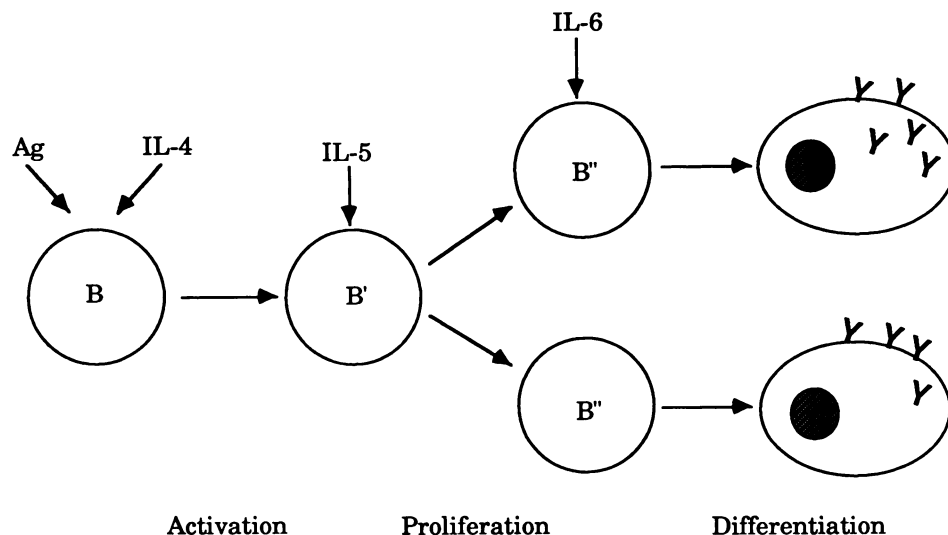 IL-6
Ag
IL-4
IL-5
B"
B
B'
B"
Activation
Proliferation
Differentiation